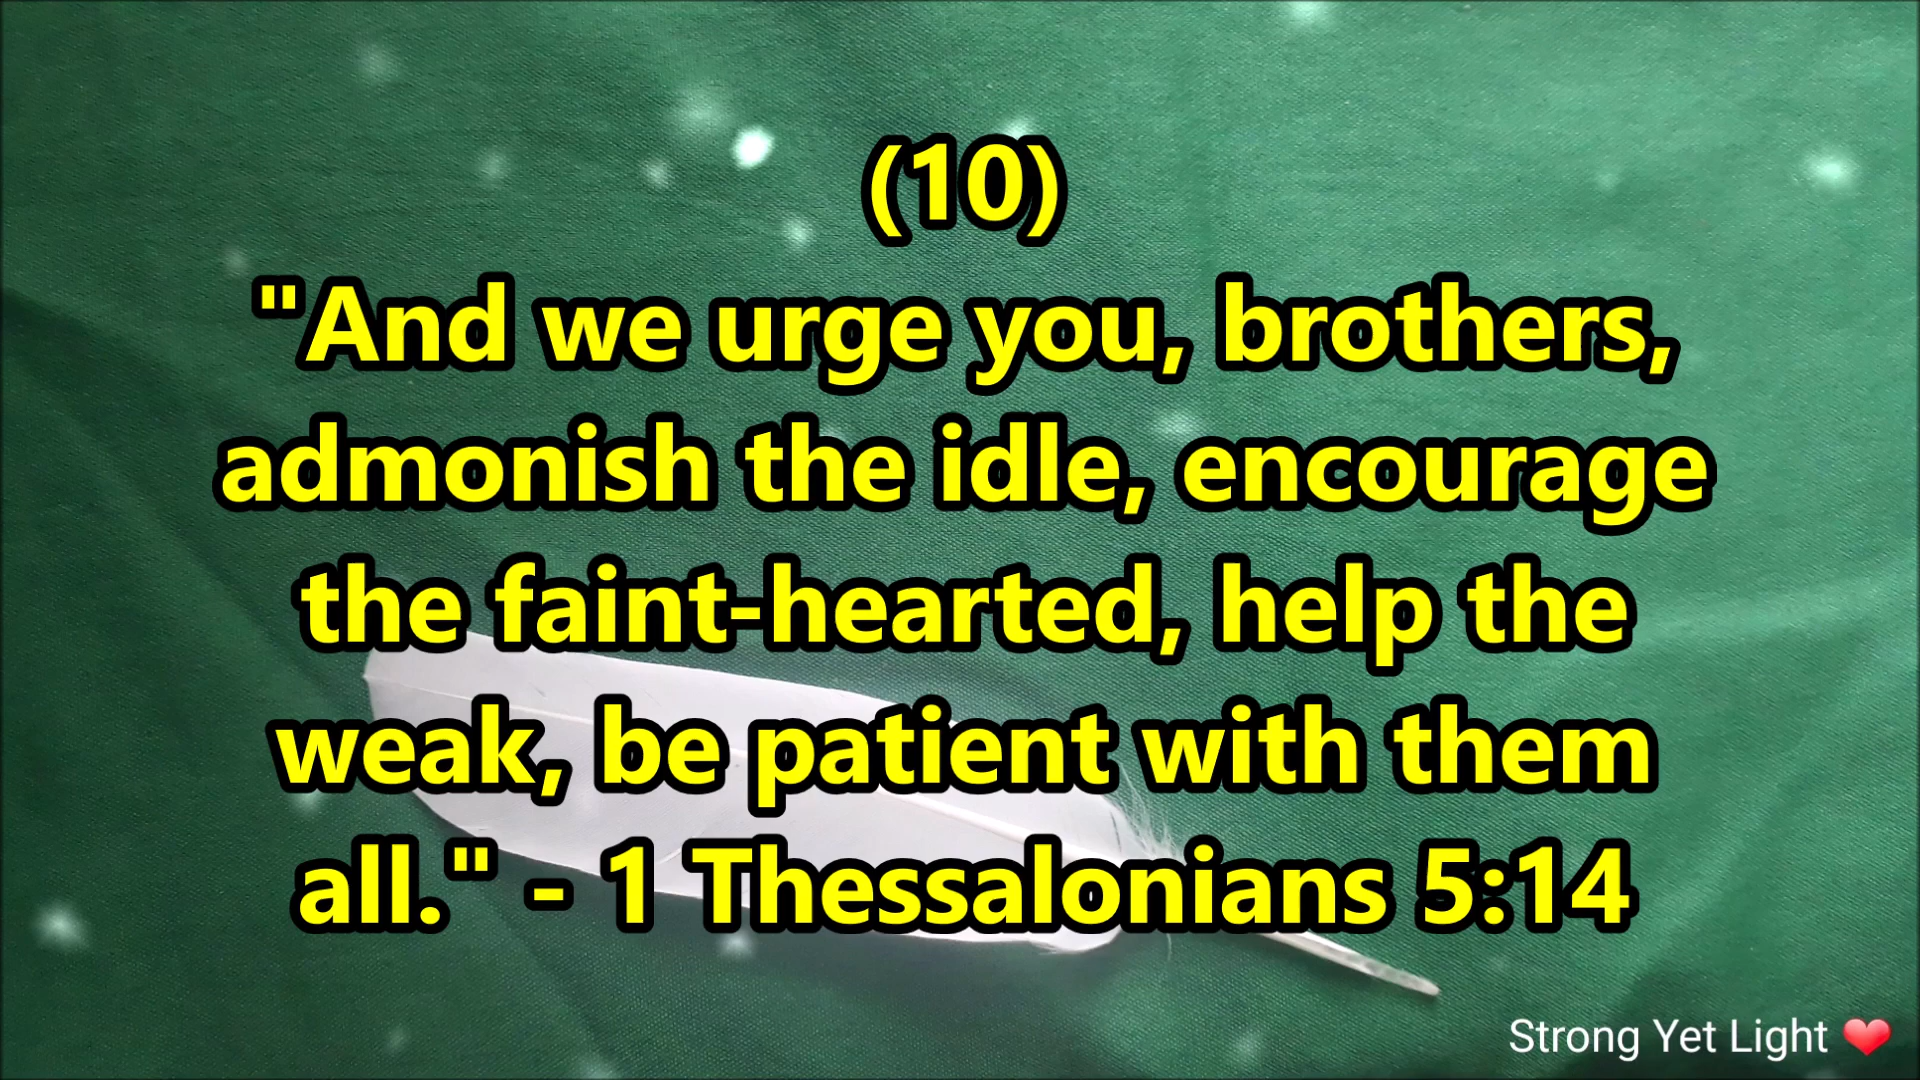 (10)
"And we urge you, brothers,
admonish the idle, encourage
the faint-hearted, help the
weak, be patient with them
all." - 1 Thessalonians 5:14
Strong Yet Light ❤